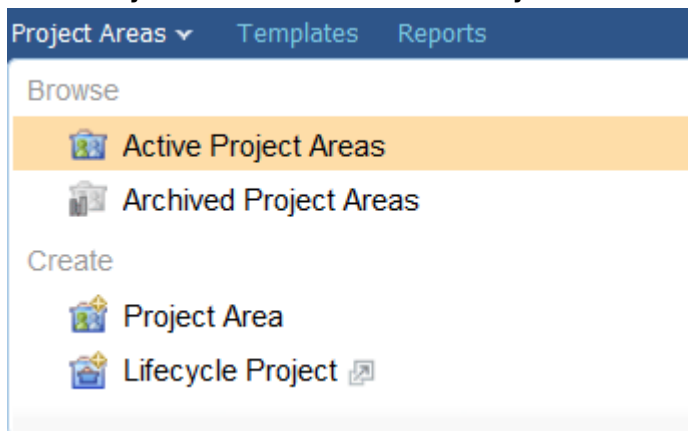 Project Areas Templates Reports
Browse
Active Project Areas
Archived Project Areas
Create
Project Area
Lifecycle Project